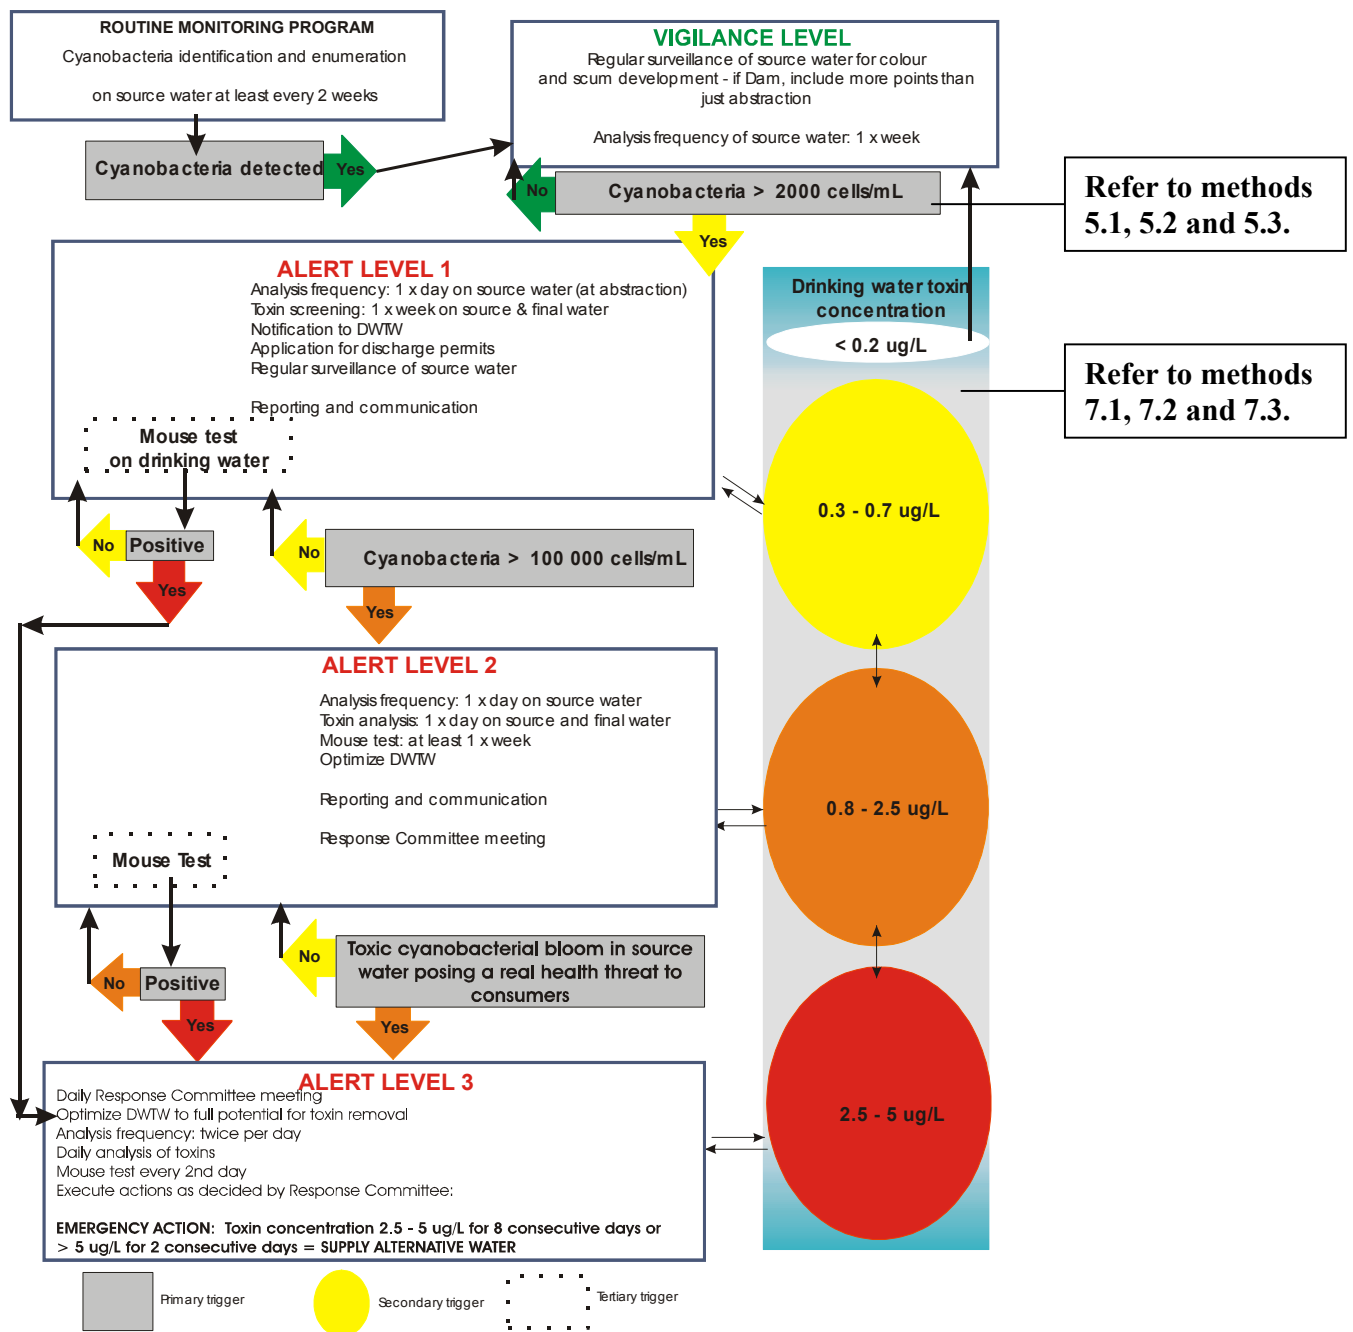 ROUTINE MONITORING PROGRAM
Cyanobacteria identification and enumeration
on source water at least every 2 weeks
Cyanobacteria detected
Yes
VIGILANCE LEVEL
Regular surveillance of source water for colour
and scum development - if Dam, include more points than
just abstraction
Analysis frequency of source water: 1 x week
No
Cyanobacteria > 2000 cells/mL
Yes
Refer to methods
5.1, 5.2 and 5.3.
ALERT LEVEL 1
Analysis frequency: 1 x day on source water (at abstraction)
Toxin screening: 1 x week on source & final water
Notification to DWTW
Application for discharge permits
Regular surveillance of source water
Reporting and communication
Mouse test
on drinking water
No
Positive
Yes
No
Cyanobacteria > 100 000 cells/mL
Yes
Drinking water toxin
concentration
< 0.2 ug/L
Refer to methods
7.1, 7.2 and 7.3.
0.3 - 0.7 ug/L
ALERT LEVEL 2
Analysis frequency: 1 x day on source water
Toxin analysis: 1 x day on source and final water
Mouse test: at least 1 x week
Optimize DWTW
Reporting and communication
Response Committee meeting
0.8 - 2.5 ug/L
Mouse Test
No
Positive
Yes
No
Toxic cyanobacterial bloom in source
water posing a real health threat to
consumers
Yes
ALERT LEVEL 3
Daily Response Committee meeting
Optimize DWTW to full potential for toxin removal
Analysis frequency: twice per day
Daily analysis of toxins
Mouse test every 2nd day
Execute actions as decided by Response Committee:
EMERGENCY ACTION: Toxin concentration 2.5 - 5 ug/L for 8 consecutive days or
> 5 ug/L for 2 consecutive days = SUPPLY ALTERNATIVE WATER
2.5 - 5 ug/L
Primary trigger
Secondary trigger
Tertiary trigger